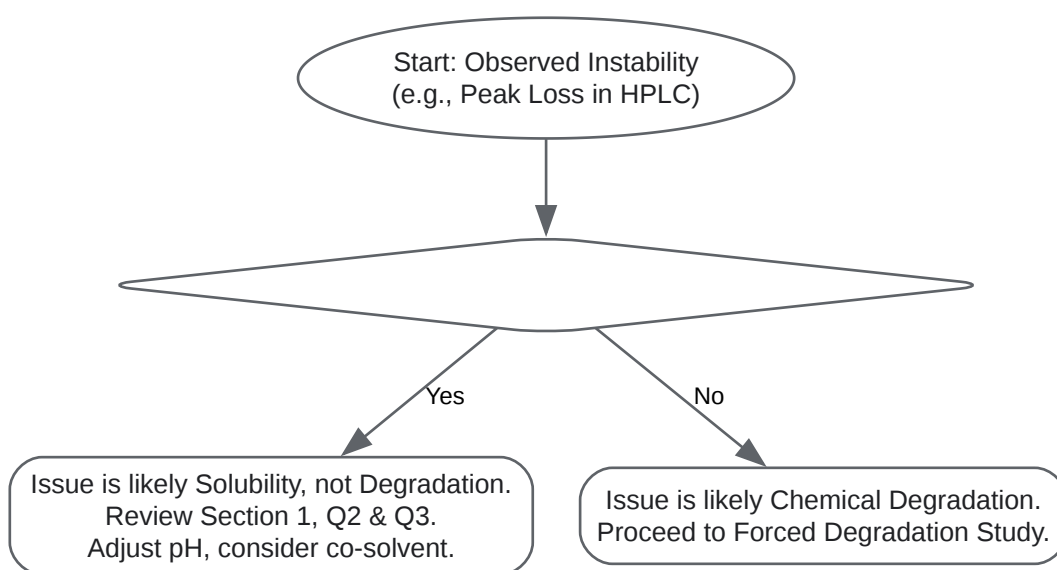 Start: Observed Instability
(e.g., Peak Loss in HPLC)
Yes
No
Issue is likely Solubility, not Degradation.
Review Section 1, Q2 & Q3.
Adjust pH, consider co-solvent.
Issue is likely Chemical Degradation.
Proceed to Forced Degradation Study.